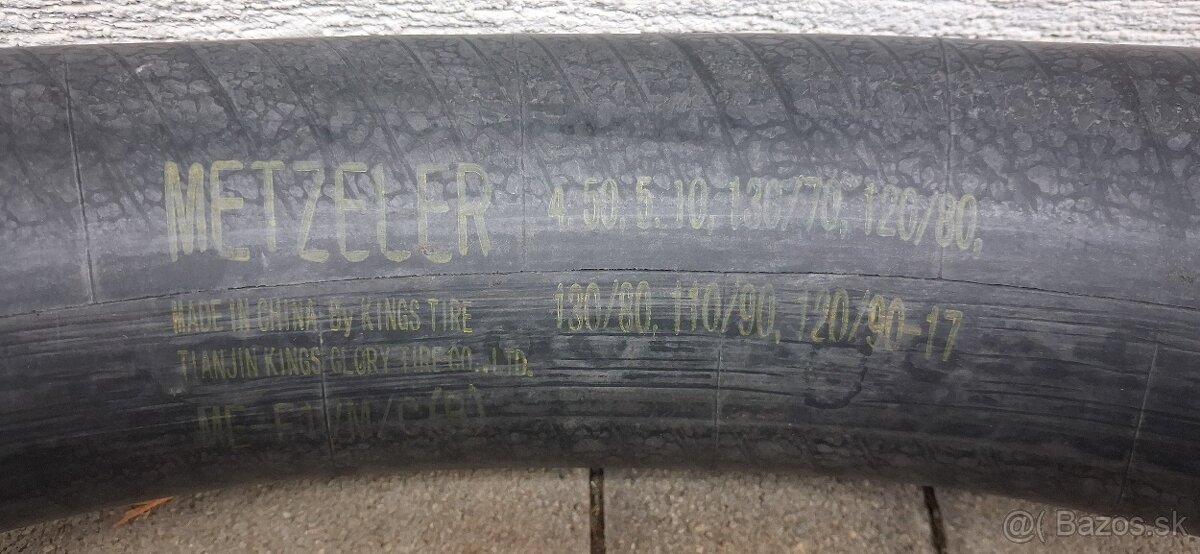 METZELER
MADE IN CHINA By KINGS TIRE
TIANJIN KINGS GLORY TIRE CO.,LTD.
4.50, 5.10, 130/70, 120/80,
130/80, 110/90, 120/90-17
@( Bazos.sk